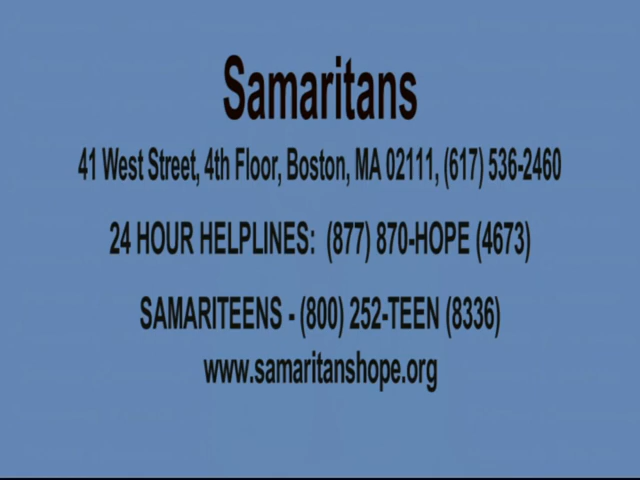 Samaritans
41 West Street, 4th Floor, Boston, MA 02111, (617) 536-2460
24 HOUR HELPLINES: (877) 870-HOPE (4673)
SAMARITEENS - (800) 252-TEEN (8336)
www.samaritanshope.org